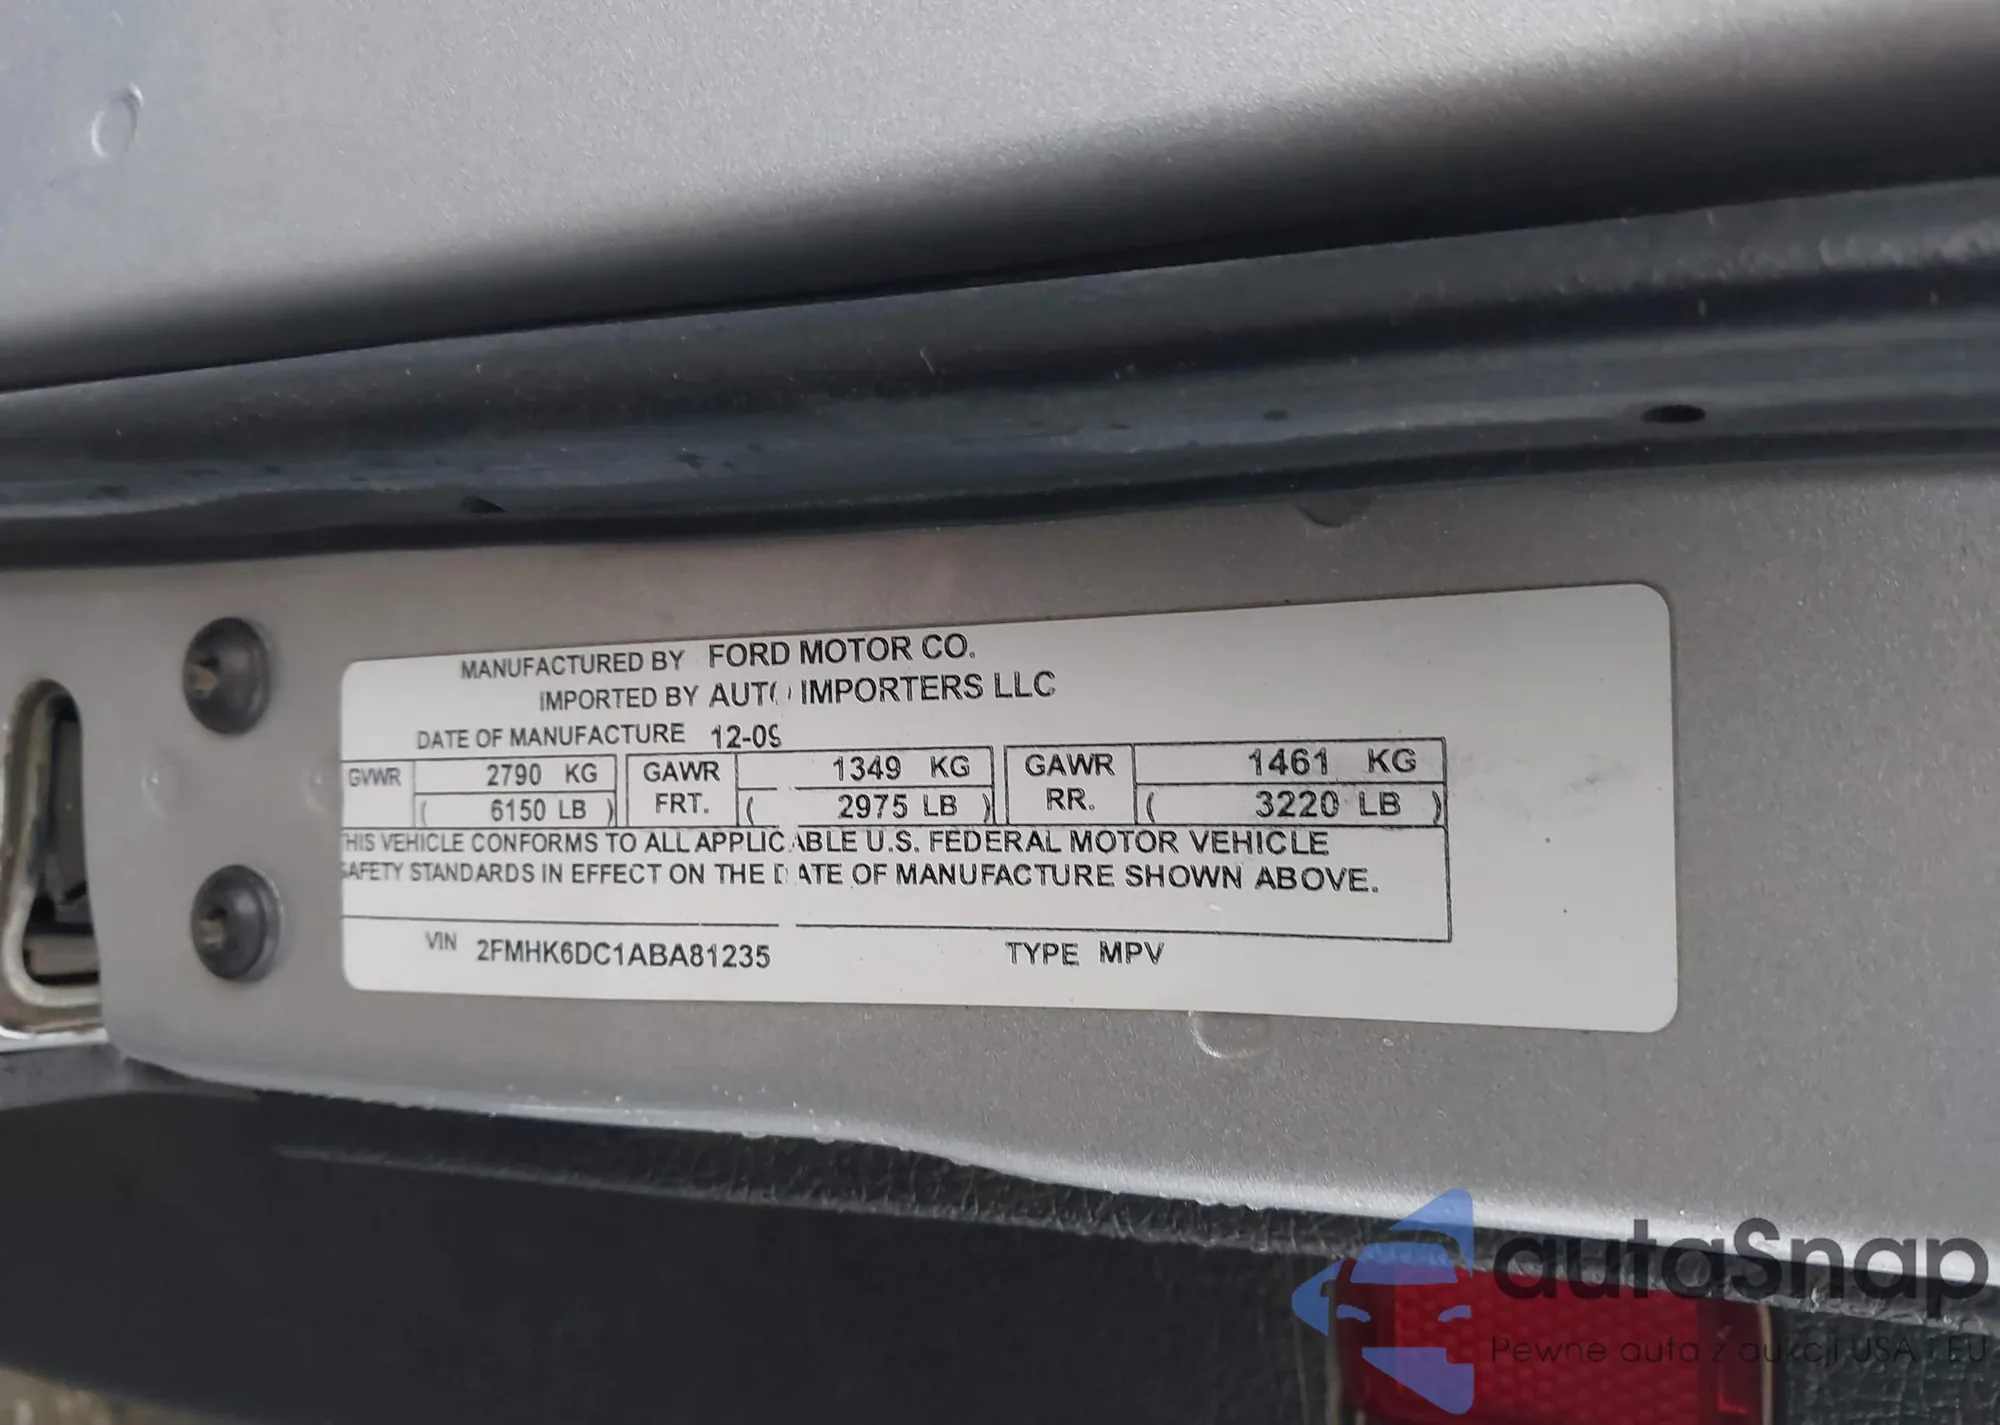 MANUFACTURED BY FORD MOTOR CO.
IMPORTED BY AUTO IMPORTERS LLC
DATE OF MANUFACTURE 12-09
GVWR 2790 KG GAWR FRT. 1349 KG GAWR RR. 1461 KG
( 6150 LB ) ( 2975 LB ) ( 3220 LB )
THIS VEHICLE CONFORMS TO ALL APPLICABLE U.S. FEDERAL MOTOR VEHICLE
SAFETY STANDARDS IN EFFECT ON THE DATE OF MANUFACTURE SHOWN ABOVE.
VIN 2FMHK6DC1ABA81235 TYPE MPV
autaSnap
Pewne auta z aukcji USA i EU